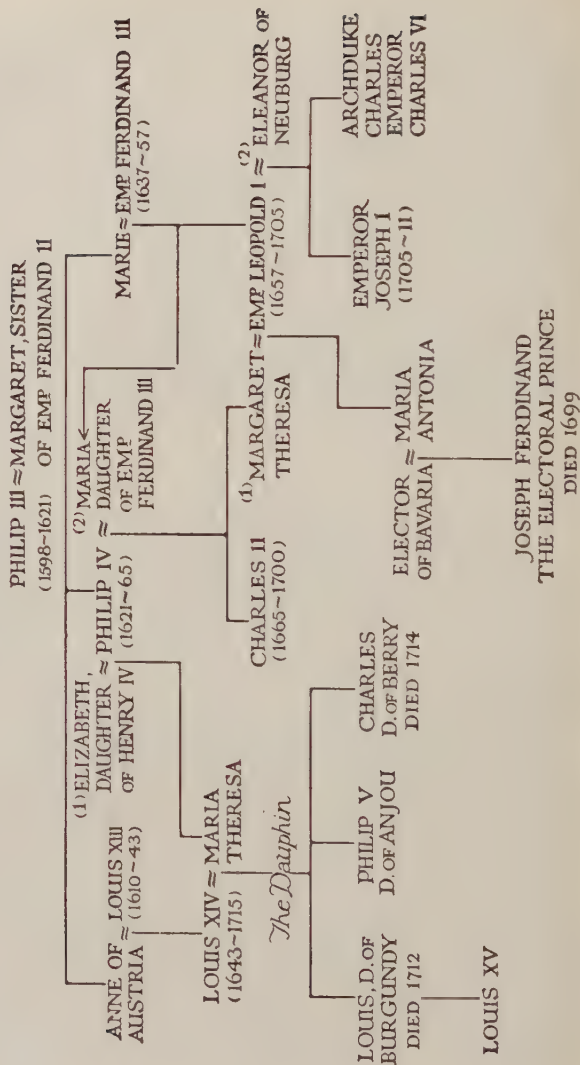 PHILIP III ≈ MARGARET, SISTER
(1598~1621) OF EMP. FERDINAND II
ANNE OF ≈ LOUIS XIII
AUSTRIA (1610~43)
(1) ELIZABETH,
DAUGHTER ≈ PHILIP IV ≈
OF HENRY IV (1621~65)
(2) MARIA
DAUGHTER
OF EMP.
FERDINAND III
MARIE ≈ EMP. FERDINAND III
(1637~57)
LOUIS XIV ≈ MARIA
(1643~1715) THERESA
CHARLES II
(1665~1700)
(1) MARGARET ≈ EMP. LEOPOLD I ≈ (2) ELEANOR OF
THERESA (1657~1705) NEUBURG
The Dauphin
LOUIS, D. OF
BURGUNDY
DIED 1712
PHILIP V
D. OF ANJOU
CHARLES
D. OF BERRY
DIED 1714
ELECTOR ≈ MARIA
OF BAVARIA ANTONIA
EMPEROR
JOSEPH I
(1705~11)
ARCHDUKE
CHARLES
EMPEROR
CHARLES VI
LOUIS XV
JOSEPH FERDINAND
THE ELECTORAL PRINCE
DIED 1699